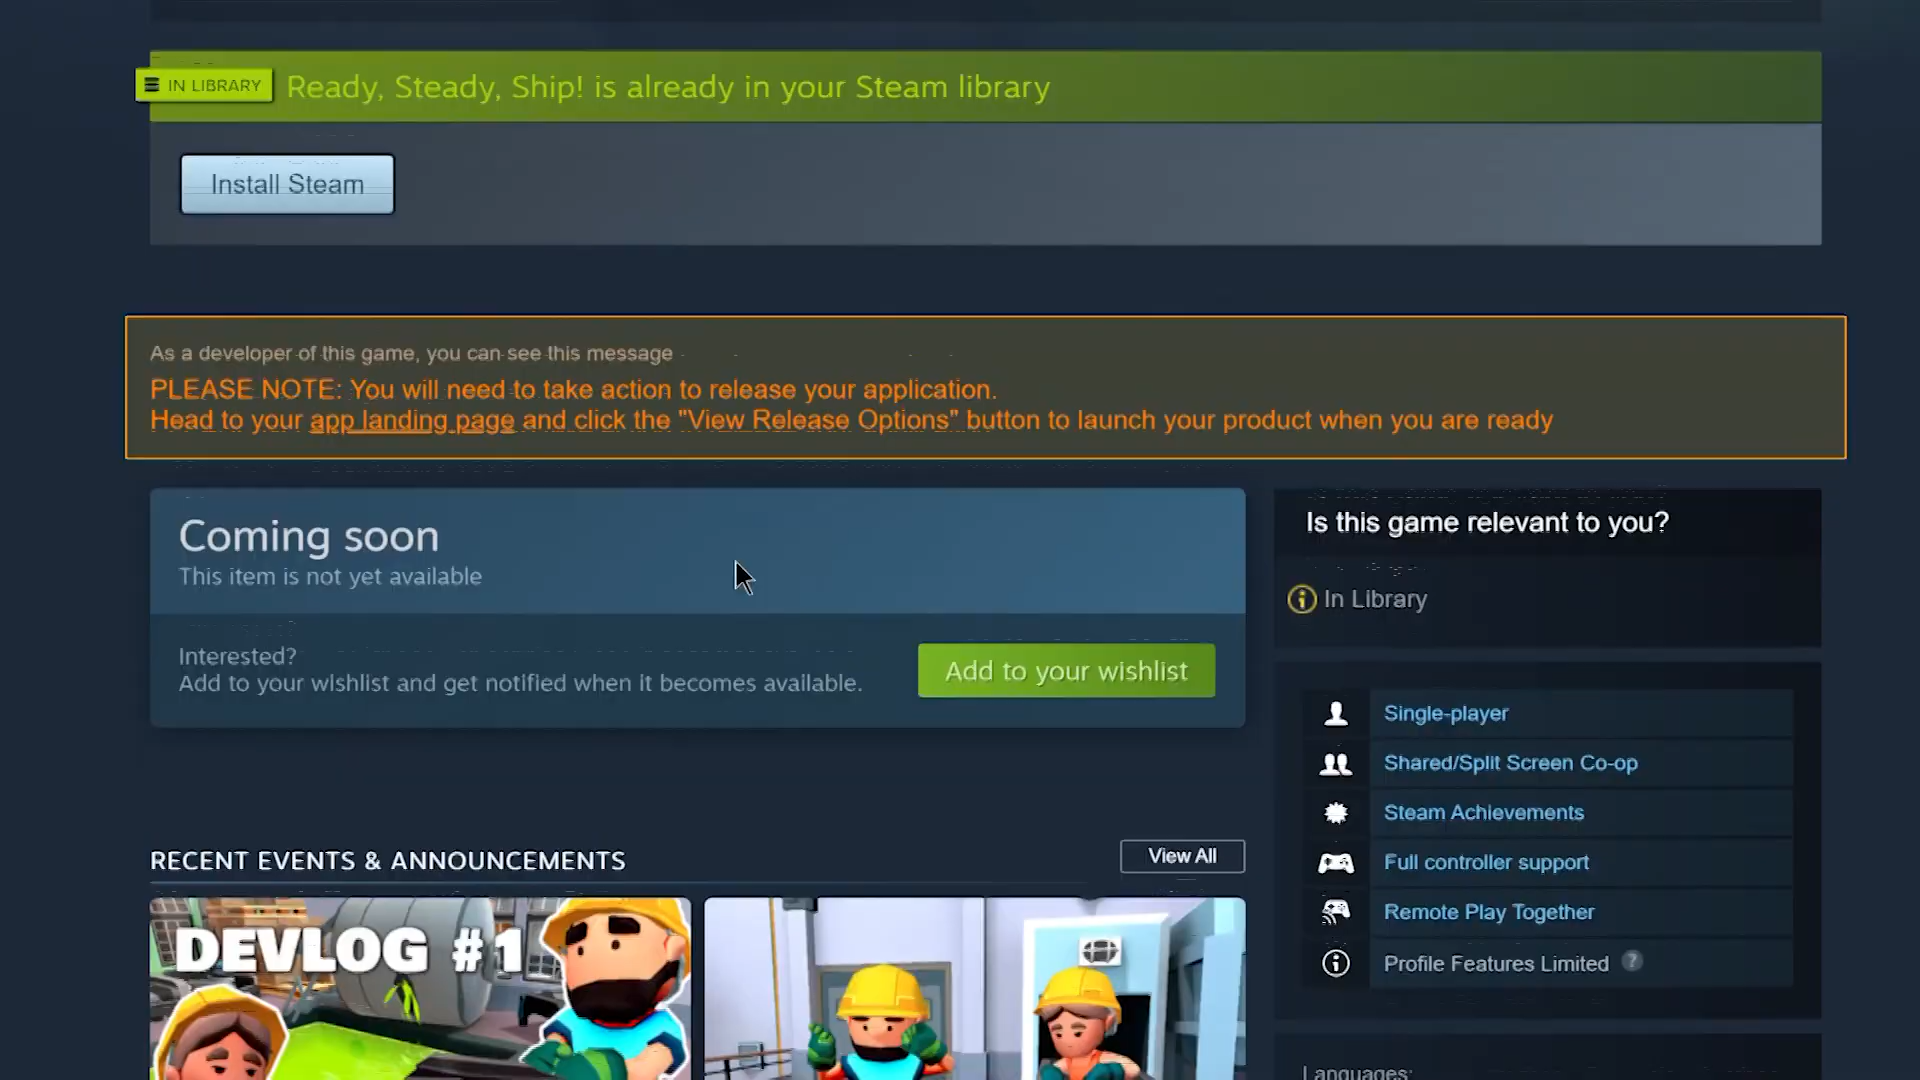 IN LIBRARY
Ready, Steady, Ship! is already in your Steam library
Install Steam
As a developer of this game, you can see this message
PLEASE NOTE: You will need to take action to release your application.
Head to your app landing page and click the "View Release Options" button to launch your product when you are ready
Coming soon
This item is not yet available
Interested?
Add to your wishlist and get notified when it becomes available.
Add to your wishlist
Is this game relevant to you?
In Library
Single-player
Shared/Split Screen Co-op
Steam Achievements
Full controller support
Remote Play Together
Profile Features Limited ?
RECENT EVENTS & ANNOUNCEMENTS
View All
DEVLOG #1
Languages: